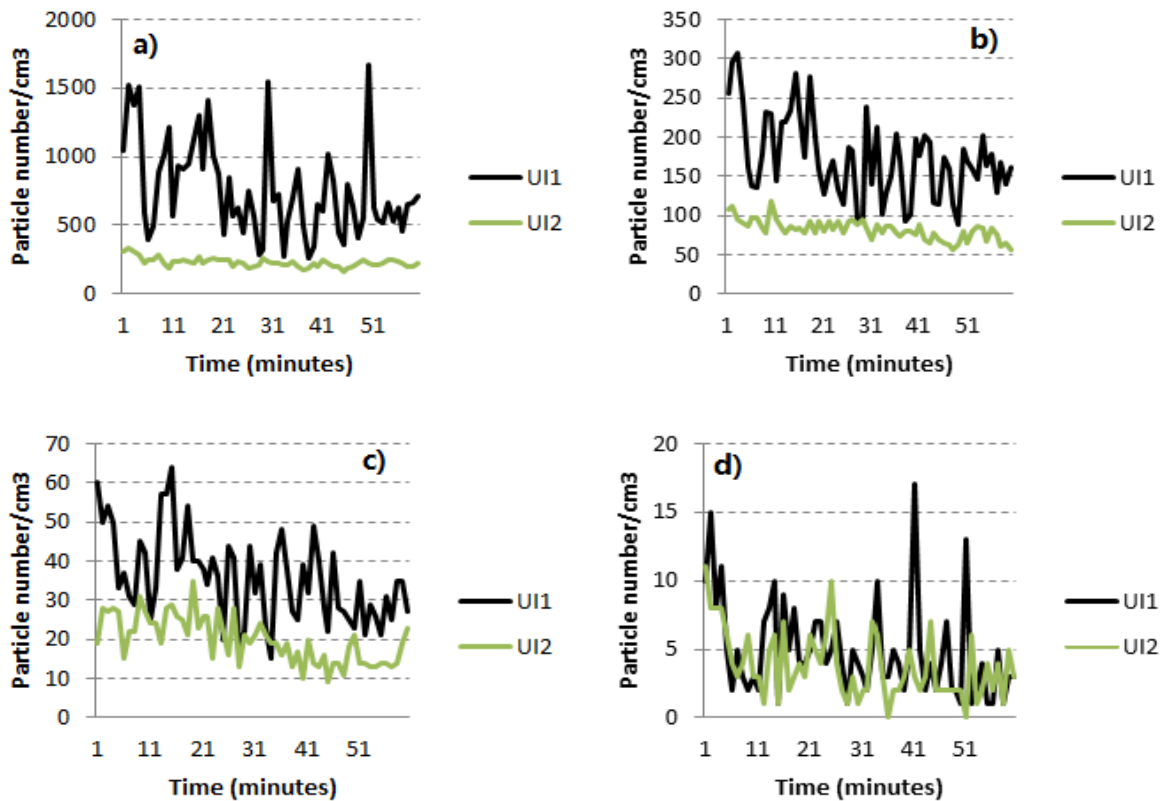 a)
Particle number/cm3
2000
1500
1000
500
0
1 11 21 31 41 51
Time (minutes)
UI1
UI2
b)
Particle number/cm3
350
300
250
200
150
100
50
0
1 11 21 31 41 51
Time (minutes)
UI1
UI2
c)
Particle number/cm3
70
60
50
40
30
20
10
0
1 11 21 31 41 51
Time (minutes)
UI1
UI2
d)
Particle number/cm3
20
15
10
5
0
1 11 21 31 41 51
Time (minutes)
UI1
UI2